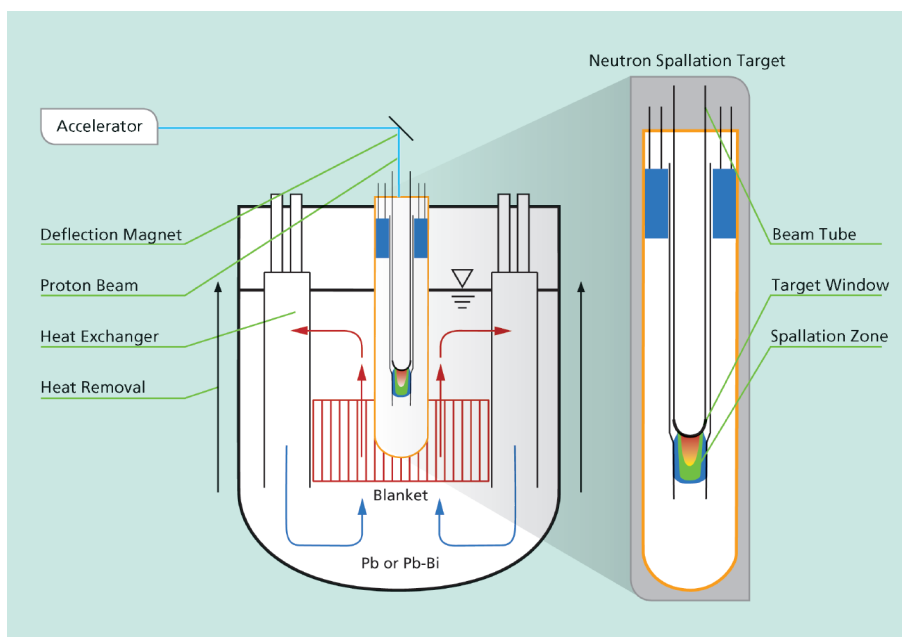 Neutron Spallation Target
Accelerator
Deflection Magnet
Proton Beam
Heat Exchanger
Heat Removal
Beam Tube
Target Window
Spallation Zone
Blanket
Pb or Pb-Bi